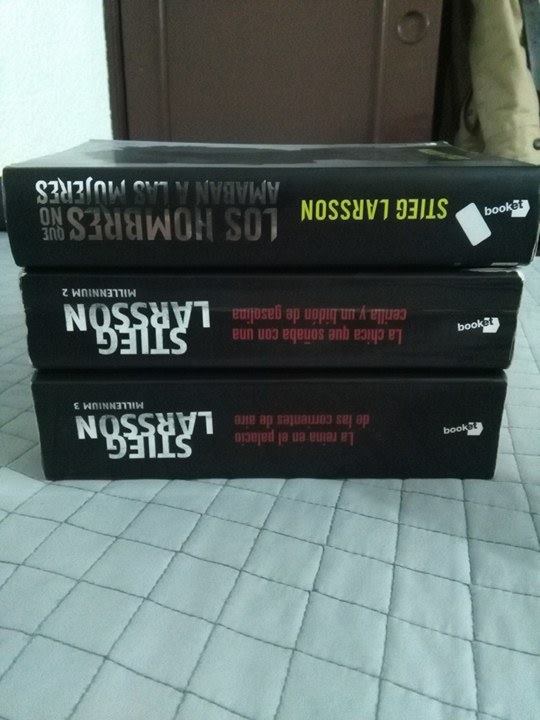 LOS HOMBRES QUE NO
AMABAN A LAS MUJERES
STIEG LARSSON
booket
STIEG
LARSSON
MILLENNIUM 2
La chica que soñaba con una
cerilla y un bidón de gasolina
booket
STIEG
LARSSON
MILLENNIUM 3
La reina en el palacio
de las corrientes de aire
booket